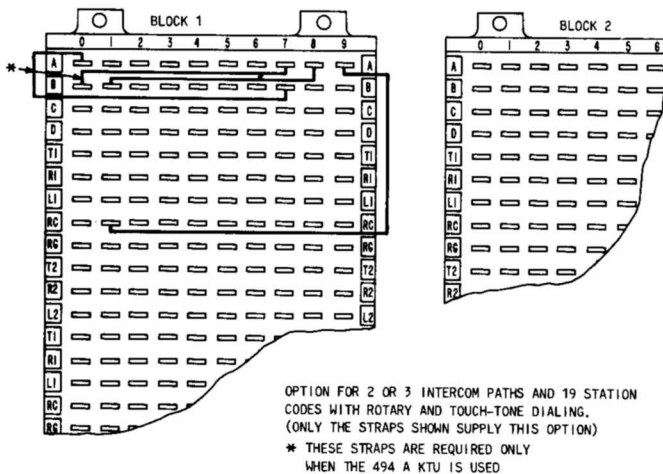 BLOCK 1
0 1 2 3 4 5 6 7 8 9
*
A A
B B
C C
D D
T1 T1
R1 R1
L1 L1
RC RC
RG RG
T2 T2
R2 R2
L2 L2
T1
R1
L1
RC
RG
BLOCK 2
0 1 2 3 4 5 6
A
B
C
D
T1
R1
L1
RC
RG
T2
R2
OPTION FOR 2 OR 3 INTERCOM PATHS AND 19 STATION
CODES WITH ROTARY AND TOUCH-TONE DIALING.
(ONLY THE STRAPS SHOWN SUPPLY THIS OPTION)
* THESE STRAPS ARE REQUIRED ONLY
WHEN THE 494 A KTU IS USED